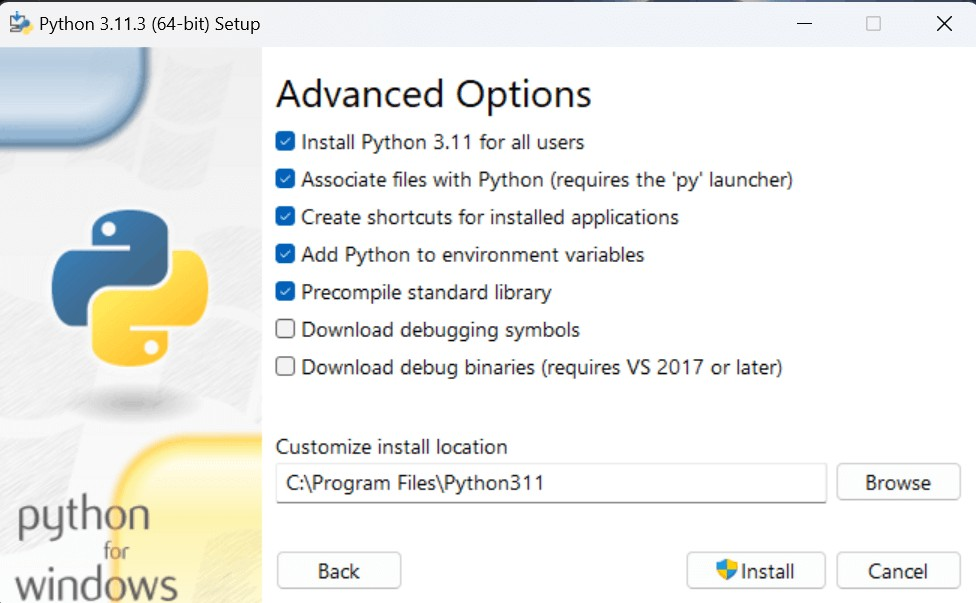 Python 3.11.3 (64-bit) Setup
Advanced Options
Install Python 3.11 for all users
Associate files with Python (requires the 'py' launcher)
Create shortcuts for installed applications
Add Python to environment variables
Precompile standard library
Download debugging symbols
Download debug binaries (requires VS 2017 or later)
Customize install location
C:\Program Files\Python311
Browse
python
for
windows
Back
Install
Cancel